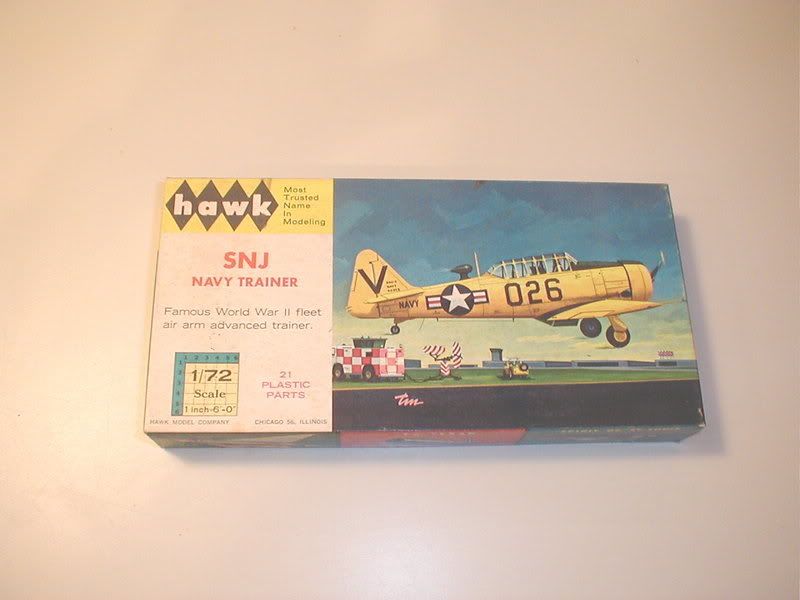 hawk
Most
Trusted
Name
In
Modeling
SNJ
NAVY TRAINER
Famous World War II fleet
air arm advanced trainer.
1 2 3 4 5 6
1/72
Scale
1 inch-6'-0"
21
PLASTIC
PARTS
HAWK MODEL COMPANY CHICAGO 56, ILLINOIS
V
NAVY
026
tm